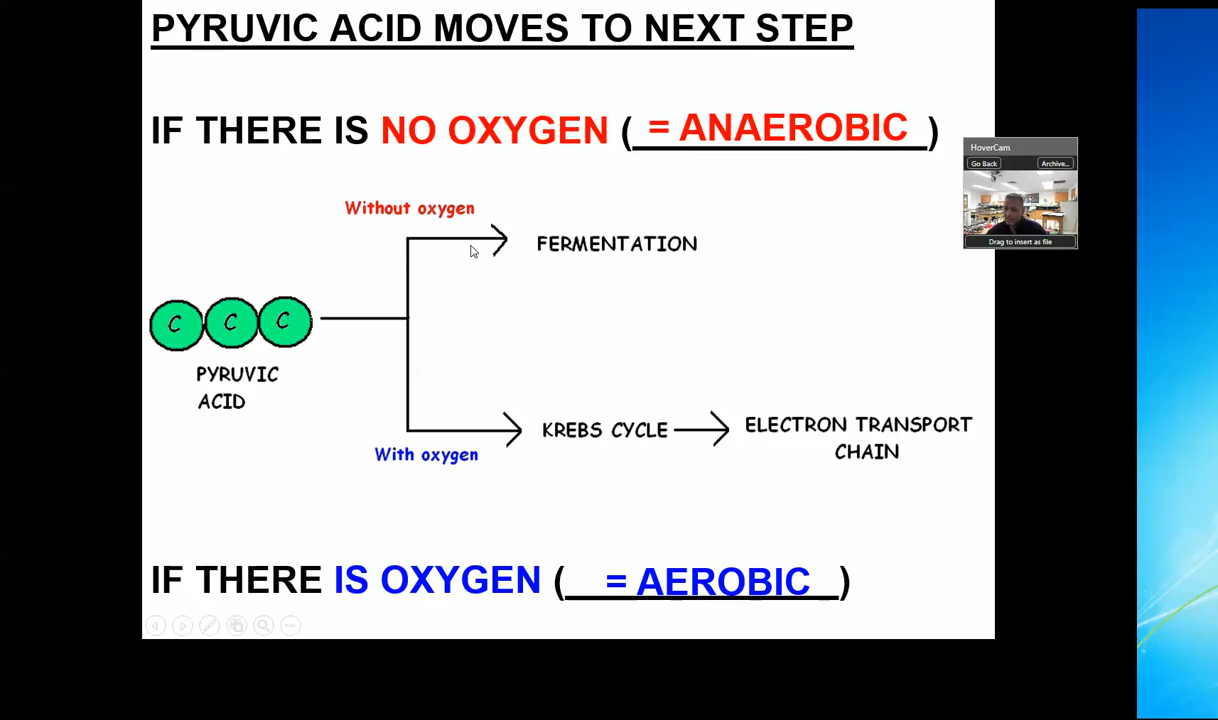 PYRUVIC ACID MOVES TO NEXT STEP
IF THERE IS NO OXYGEN ( = ANAEROBIC )
HoverCam
Go Back Archive...
Drag to insert as file
Without oxygen
FERMENTATION
C C C
PYRUVIC
ACID
KREBS CYCLE
ELECTRON TRANSPORT
CHAIN
With oxygen
IF THERE IS OXYGEN ( = AEROBIC )